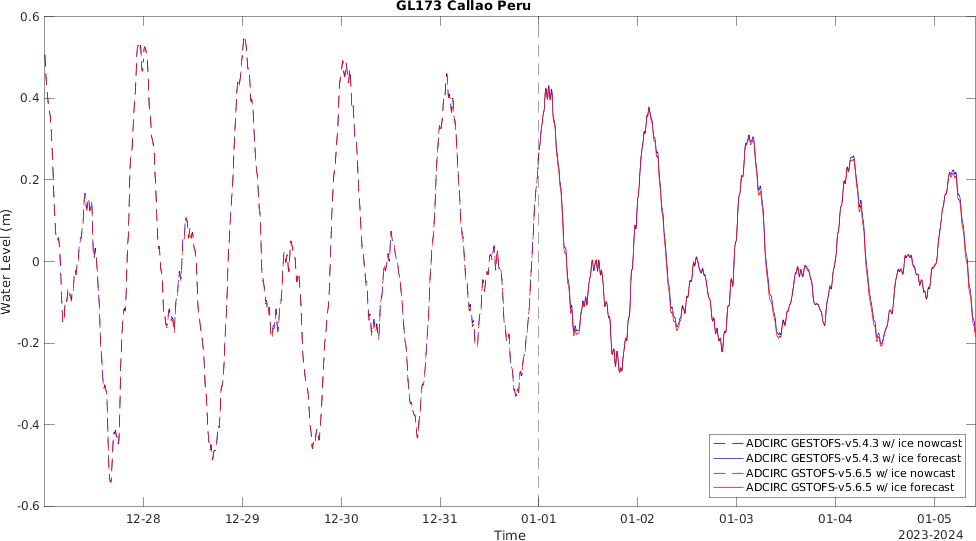 GL173 Callao Peru
0.6
0.4
0.2
0
-0.2
-0.4
-0.6
Water Level (m)
12-28 12-29 12-30 12-31 01-01 01-02 01-03 01-04 01-05
Time
2023-2024
ADCIRC GESTOFS-v5.4.3 w/ ice nowcast
ADCIRC GESTOFS-v5.4.3 w/ ice forecast
ADCIRC GSTOFS-v5.6.5 w/ ice nowcast
ADCIRC GSTOFS-v5.6.5 w/ ice forecast